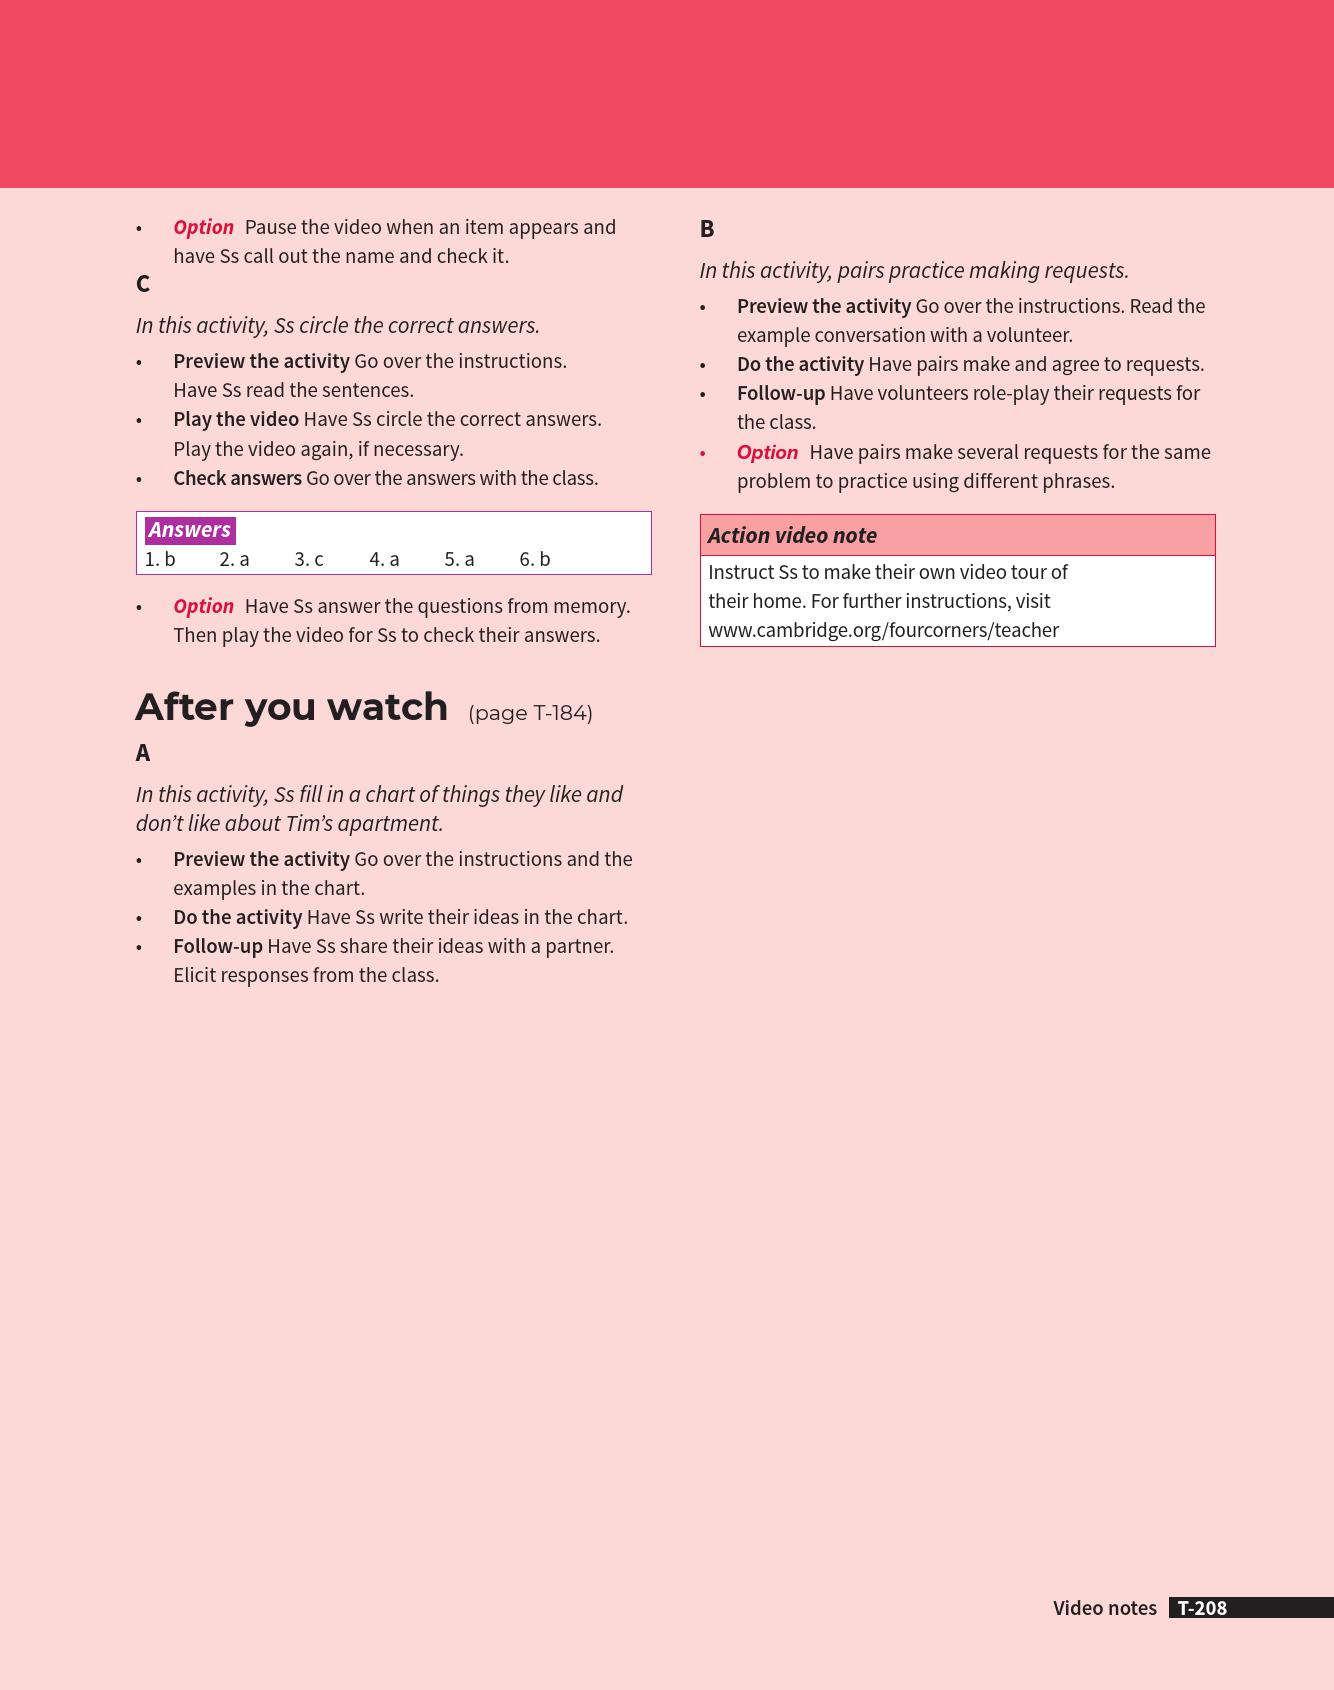 • Option Pause the video when an item appears and
have Ss call out the name and check it.
C
In this activity, Ss circle the correct answers.
• Preview the activity Go over the instructions.
Have Ss read the sentences.
• Play the video Have Ss circle the correct answers.
Play the video again, if necessary.
• Check answers Go over the answers with the class.
Answers
1. b 2. a 3. c 4. a 5. a 6. b
• Option Have Ss answer the questions from memory.
Then play the video for Ss to check their answers.
After you watch (page T-184)
A
In this activity, Ss fill in a chart of things they like and
don’t like about Tim’s apartment.
• Preview the activity Go over the instructions and the
examples in the chart.
• Do the activity Have Ss write their ideas in the chart.
• Follow-up Have Ss share their ideas with a partner.
Elicit responses from the class.
B
In this activity, pairs practice making requests.
• Preview the activity Go over the instructions. Read the
example conversation with a volunteer.
• Do the activity Have pairs make and agree to requests.
• Follow-up Have volunteers role-play their requests for
the class.
• Option Have pairs make several requests for the same
problem to practice using different phrases.
Action video note
Instruct Ss to make their own video tour of
their home. For further instructions, visit
www.cambridge.org/fourcorners/teacher
Video notes T-208